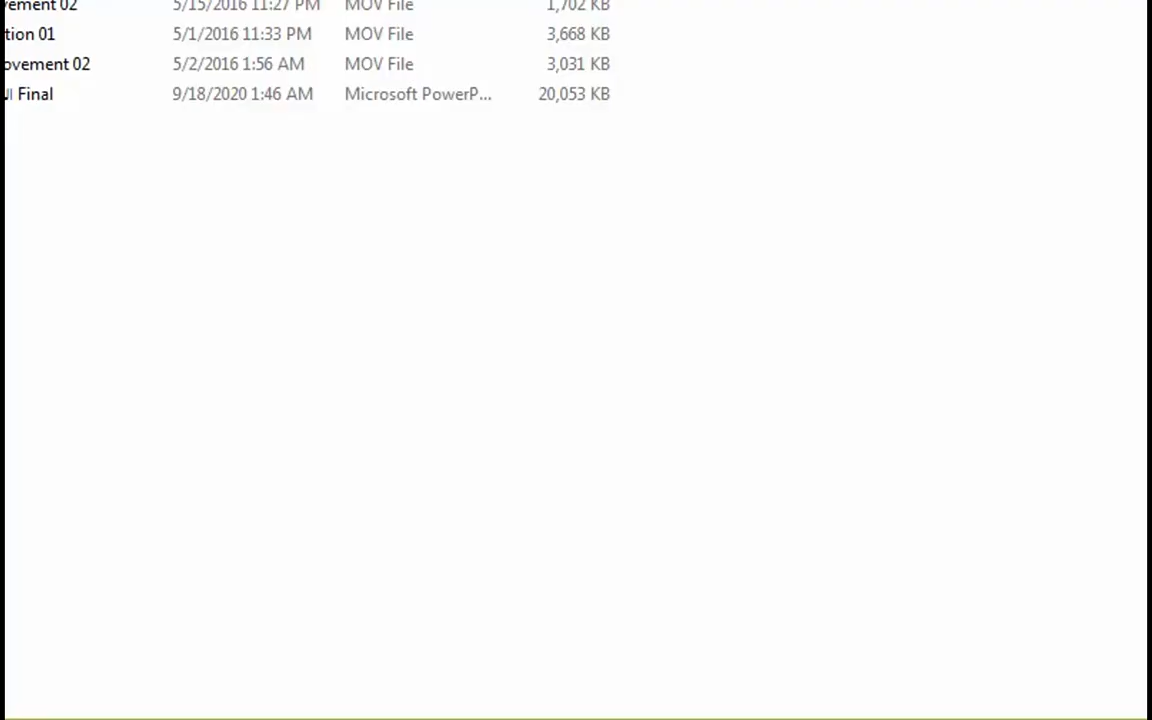 vement 02 5/15/2016 11:27 PM MOV File 1,702 KB
tion 01 5/1/2016 11:33 PM MOV File 3,668 KB
ovement 02 5/2/2016 1:56 AM MOV File 3,031 KB
I Final 9/18/2020 1:46 AM Microsoft PowerP... 20,053 KB